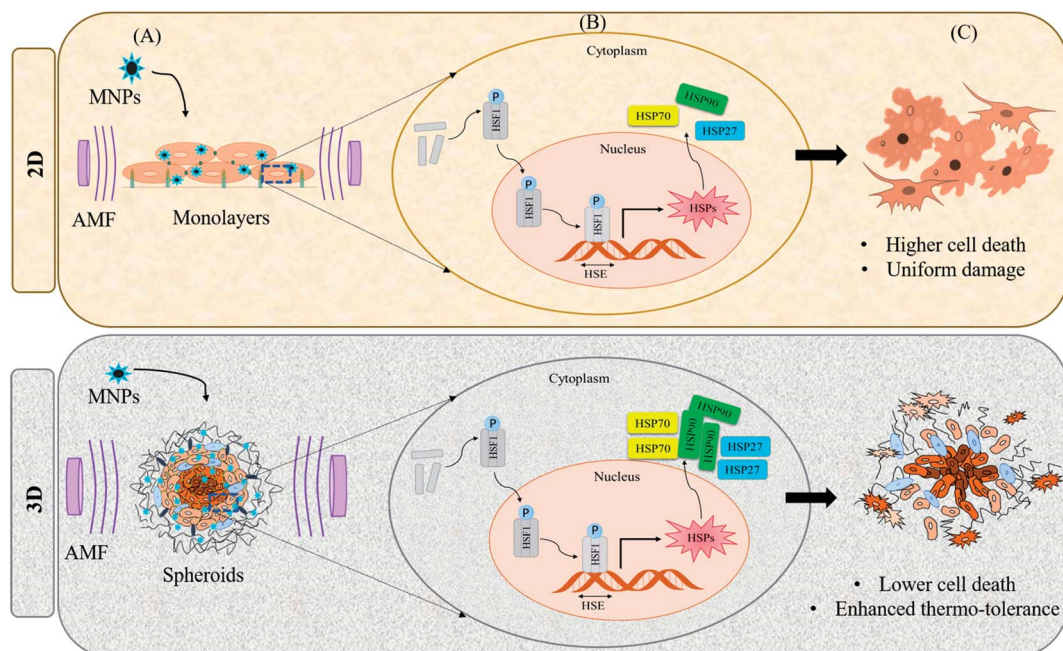 2D
(A)
MNPs
AMF
Monolayers
(B)
Cytoplasm
P
HSF1
HSP70
HSP90
HSP27
Nucleus
P
HSF1
P
HSF1
HSPs
HSE
(C)
• Higher cell death
• Uniform damage
3D
MNPs
AMF
Spheroids
Cytoplasm
P
HSF1
HSP90
HSP70
HSP90
HSP90
HSP27
HSP70
HSP27
Nucleus
P
HSF1
P
HSF1
HSPs
HSE
• Lower cell death
• Enhanced thermo-tolerance